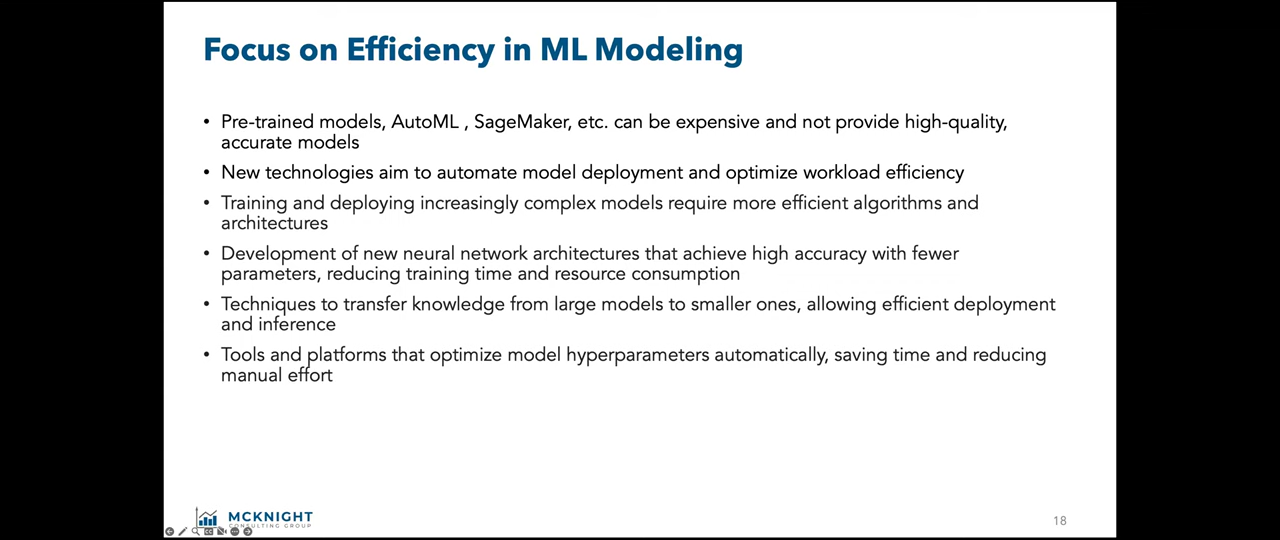 Focus on Efficiency in ML Modeling
• Pre-trained models, AutoML , SageMaker, etc. can be expensive and not provide high-quality,
accurate models
• New technologies aim to automate model deployment and optimize workload efficiency
• Training and deploying increasingly complex models require more efficient algorithms and
architectures
• Development of new neural network architectures that achieve high accuracy with fewer
parameters, reducing training time and resource consumption
• Techniques to transfer knowledge from large models to smaller ones, allowing efficient deployment
and inference
• Tools and platforms that optimize model hyperparameters automatically, saving time and reducing
manual effort
MCKNIGHT
CONSULTING GROUP
18